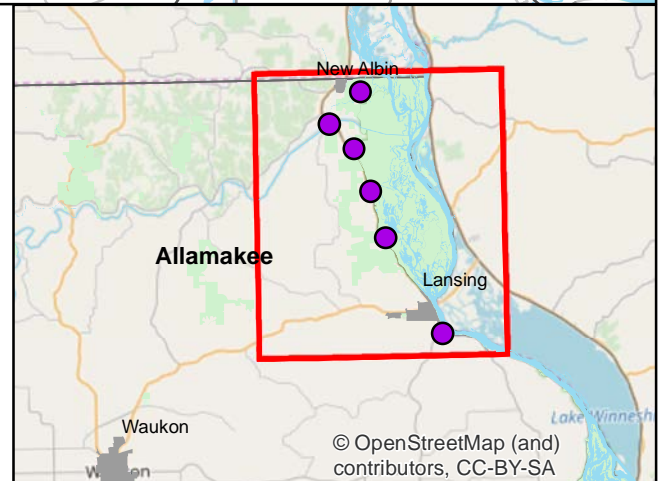 New Albin
Allamakee
Lansing
Waukon
Lake Winnesh
© OpenStreetMap (and)
contributors, CC-BY-SA